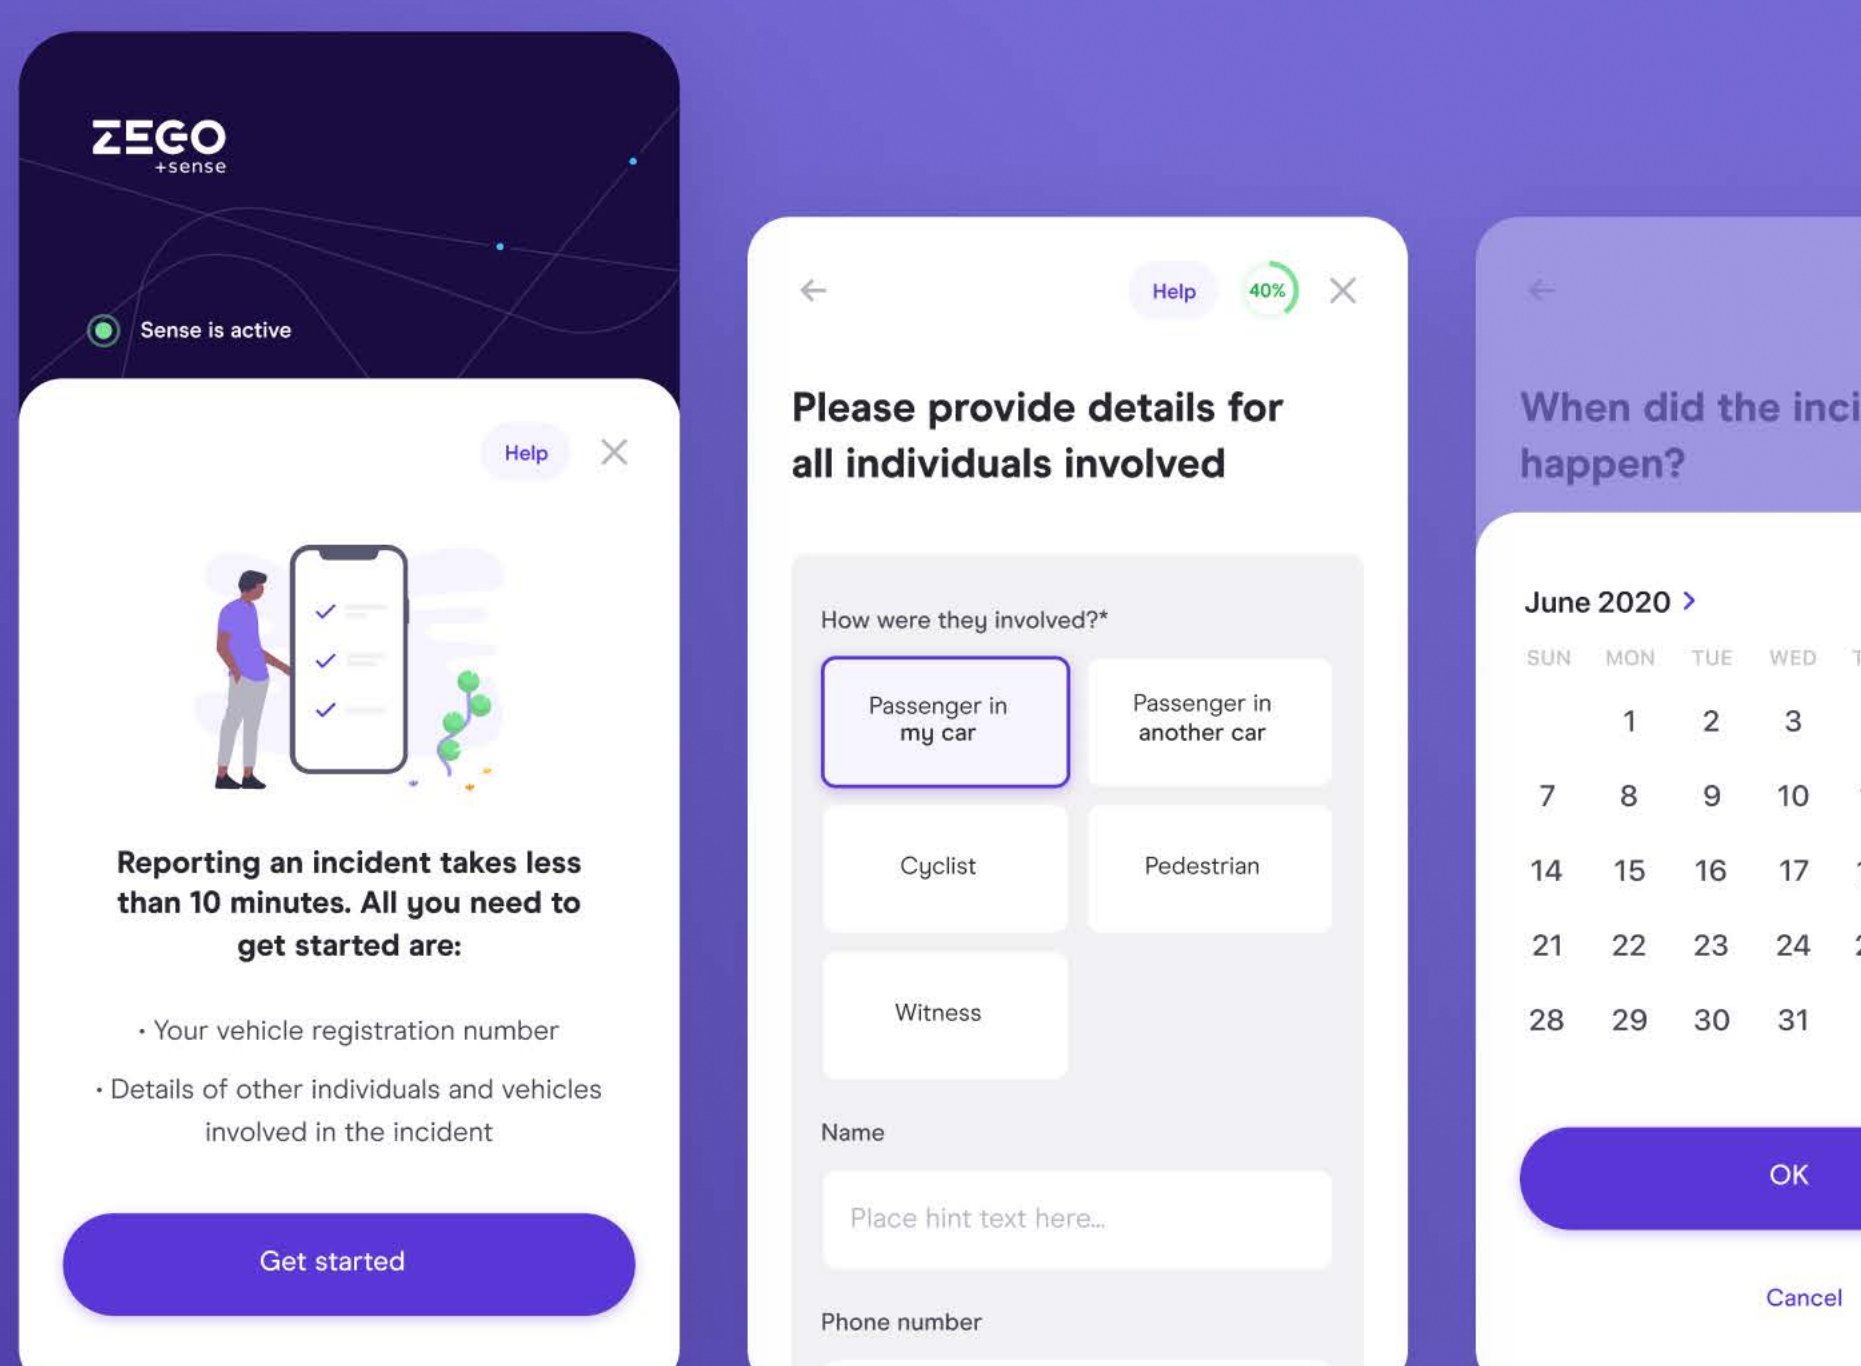 ZEGO
+sense
Sense is active
Help
Reporting an incident takes less
than 10 minutes. All you need to
get started are:
• Your vehicle registration number
• Details of other individuals and vehicles
involved in the incident
Get started
Help
40%
Please provide details for
all individuals involved
How were they involved?*
Passenger in
my car
Passenger in
another car
Cyclist
Pedestrian
Witness
Name
Place hint text here...
Phone number
When did the inci
happen?
June 2020
SUN MON TUE WED
1 2 3
7 8 9 10
14 15 16 17
21 22 23 24
28 29 30 31
OK
Cancel